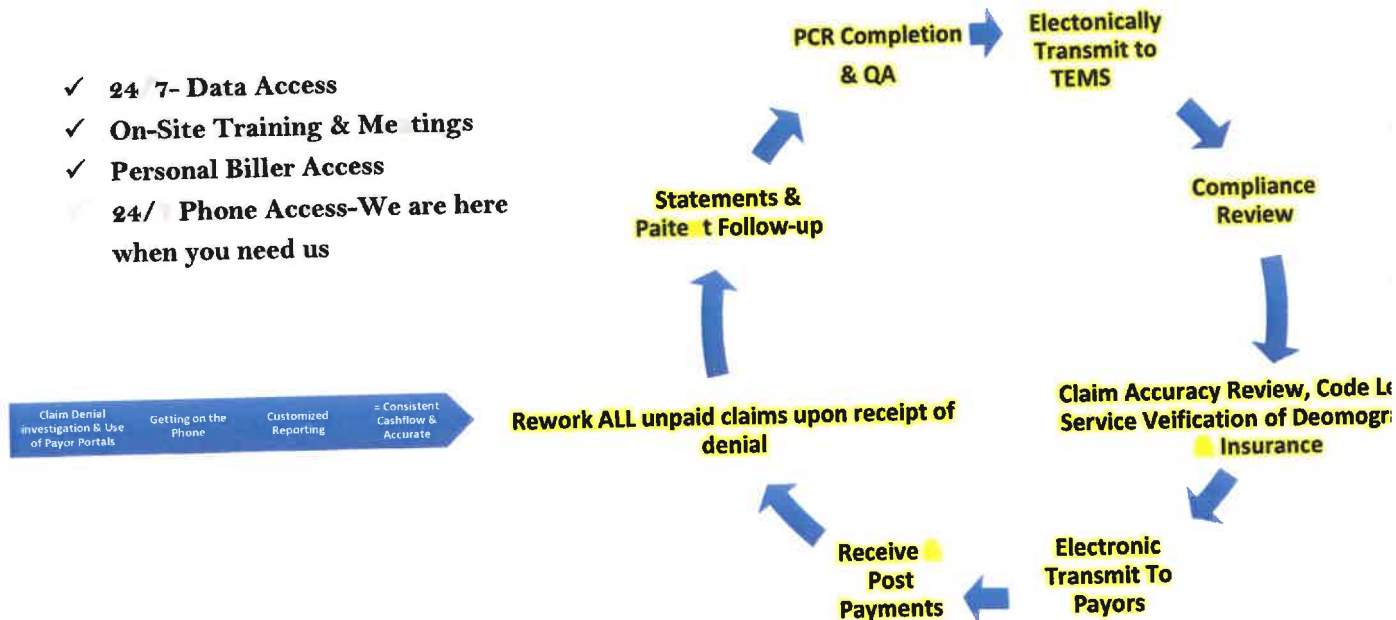 ✓ 24 7- Data Access
✓ On-Site Training & Me tings
✓ Personal Biller Access
24/ Phone Access-We are here
when you need us
PCR Completion
& QA
Electonically
Transmit to
TEMS
Compliance
Review
Claim Accuracy Review, Code
Service Veification of
Insurance
Electronic
Transmit To
Payors
Receive
Post
Payments
Rework ALL unpaid claims upon receipt of
denial
Statements &
Paite t Follow-up
Claim Denial
investigation & Use
of Payor Portals
Getting on the
Phone
Customized
Reporting
= Consistent
Cashflow &
Accurate